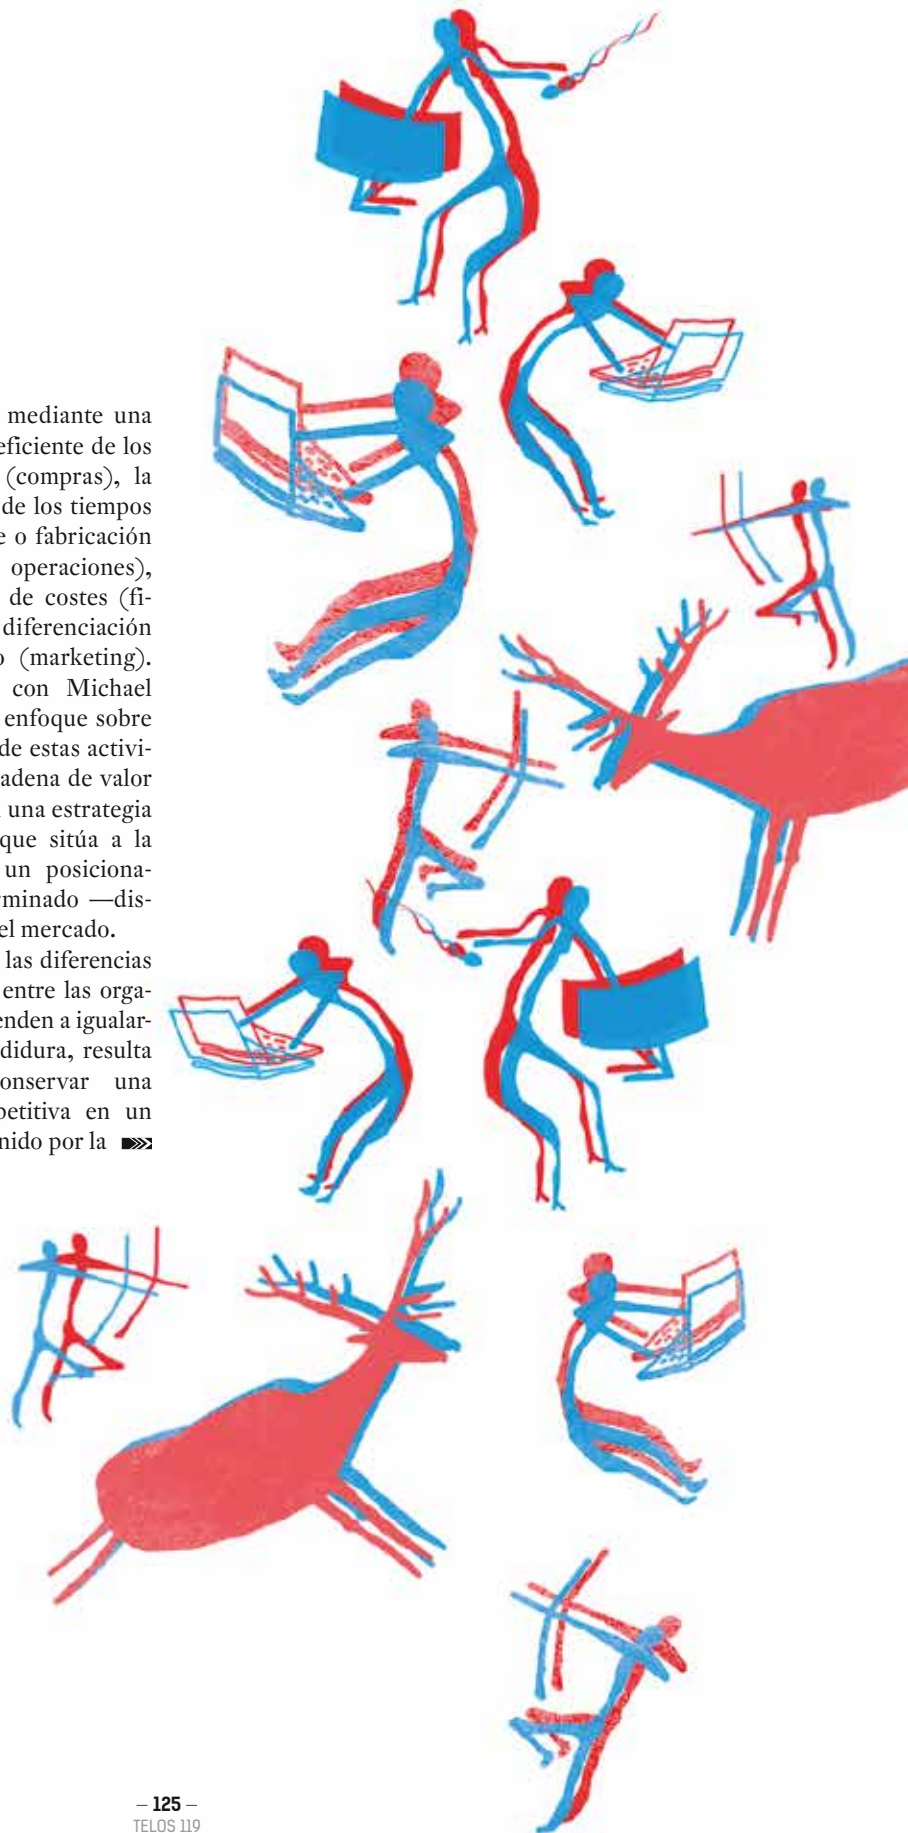 mediante una
eficiente de los
(compras), la
de los tiempos
e o fabricación
operaciones),
de costes (fi-
diferenciación
o (marketing).
con Michael
enfoque sobre
de estas activi-
adena de valor
una estrategia
que sitúa a la
un posiciona-
rminado —dis-
el mercado.
las diferencias
entre las orga-
enden a igualar-
didura, resulta
onservar una
petitiva en un
nido por la
– 125 –
TELOS 119